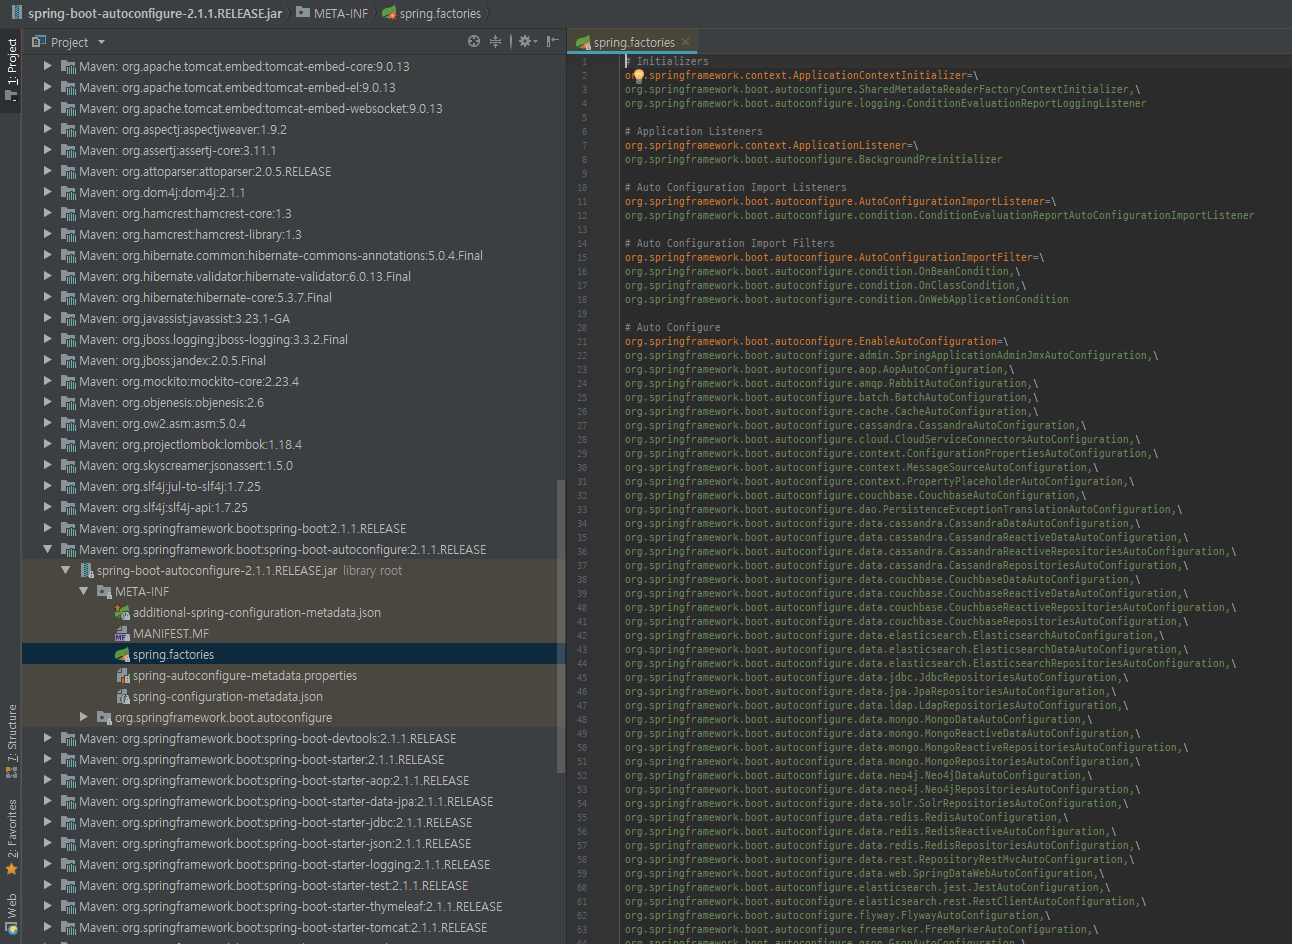 spring-boot-autoconfigure-2.1.1.RELEASE.jar
META-INF
spring.factories
1: Project
7: Structure
2: Favorites
Web
Project
Maven: org.apache.tomcat.embed:tomcat-embed-core:9.0.13
Maven: org.apache.tomcat.embed:tomcat-embed-el:9.0.13
Maven: org.apache.tomcat.embed:tomcat-embed-websocket:9.0.13
Maven: org.aspectj:aspectjweaver:1.9.2
Maven: org.assertj:assertj-core:3.11.1
Maven: org.attoparser:attoparser:2.0.5.RELEASE
Maven: org.dom4j:dom4j:2.1.1
Maven: org.hamcrest:hamcrest-core:1.3
Maven: org.hamcrest:hamcrest-library:1.3
Maven: org.hibernate.common:hibernate-commons-annotations:5.0.4.Final
Maven: org.hibernate.validator:hibernate-validator:6.0.13.Final
Maven: org.hibernate:hibernate-core:5.3.7.Final
Maven: org.javassist:javassist:3.23.1-GA
Maven: org.jboss.logging:jboss-logging:3.3.2.Final
Maven: org.jboss:jandex:2.0.5.Final
Maven: org.mockito:mockito-core:2.23.4
Maven: org.objenesis:objenesis:2.6
Maven: org.ow2.asm:asm:5.0.4
Maven: org.projectlombok:lombok:1.18.4
Maven: org.skyscreamer:jsonassert:1.5.0
Maven: org.slf4j:jul-to-slf4j:1.7.25
Maven: org.slf4j:slf4j-api:1.7.25
Maven: org.springframework.boot:spring-boot:2.1.1.RELEASE
Maven: org.springframework.boot:spring-boot-autoconfigure:2.1.1.RELEASE
spring-boot-autoconfigure-2.1.1.RELEASE.jar library root
META-INF
additional-spring-configuration-metadata.json
MANIFEST.MF
spring.factories
spring-autoconfigure-metadata.properties
spring-configuration-metadata.json
org.springframework.boot.autoconfigure
Maven: org.springframework.boot:spring-boot-devtools:2.1.1.RELEASE
Maven: org.springframework.boot:spring-boot-starter:2.1.1.RELEASE
Maven: org.springframework.boot:spring-boot-starter-aop:2.1.1.RELEASE
Maven: org.springframework.boot:spring-boot-starter-data-jpa:2.1.1.RELEASE
Maven: org.springframework.boot:spring-boot-starter-jdbc:2.1.1.RELEASE
Maven: org.springframework.boot:spring-boot-starter-json:2.1.1.RELEASE
Maven: org.springframework.boot:spring-boot-starter-logging:2.1.1.RELEASE
Maven: org.springframework.boot:spring-boot-starter-test:2.1.1.RELEASE
Maven: org.springframework.boot:spring-boot-starter-thymeleaf:2.1.1.RELEASE
Maven: org.springframework.boot:spring-boot-starter-tomcat:2.1.1.RELEASE
spring.factories
1 # Initializers
2 org.springframework.context.ApplicationContextInitializer=\
3 org.springframework.boot.autoconfigure.SharedMetadataReaderFactoryContextInitializer,\
4 org.springframework.boot.autoconfigure.logging.ConditionEvaluationReportLoggingListener
5
6 # Application Listeners
7 org.springframework.context.ApplicationListener=\
8 org.springframework.boot.autoconfigure.BackgroundPreinitializer
9
10 # Auto Configuration Import Listeners
11 org.springframework.boot.autoconfigure.AutoConfigurationImportListener=\
12 org.springframework.boot.autoconfigure.condition.ConditionEvaluationReportAutoConfigurationImportListener
13
14 # Auto Configuration Import Filters
15 org.springframework.boot.autoconfigure.AutoConfigurationImportFilter=\
16 org.springframework.boot.autoconfigure.condition.OnBeanCondition,\
17 org.springframework.boot.autoconfigure.condition.OnClassCondition,\
18 org.springframework.boot.autoconfigure.condition.OnWebApplicationCondition
19
20 # Auto Configure
21 org.springframework.boot.autoconfigure.EnableAutoConfiguration=\
22 org.springframework.boot.autoconfigure.admin.SpringApplicationAdminJmxAutoConfiguration,\
23 org.springframework.boot.autoconfigure.aop.AopAutoConfiguration,\
24 org.springframework.boot.autoconfigure.amqp.RabbitAutoConfiguration,\
25 org.springframework.boot.autoconfigure.batch.BatchAutoConfiguration,\
26 org.springframework.boot.autoconfigure.cache.CacheAutoConfiguration,\
27 org.springframework.boot.autoconfigure.cassandra.CassandraAutoConfiguration,\
28 org.springframework.boot.autoconfigure.cloud.CloudServiceConnectorsAutoConfiguration,\
29 org.springframework.boot.autoconfigure.context.ConfigurationPropertiesAutoConfiguration,\
30 org.springframework.boot.autoconfigure.context.MessageSourceAutoConfiguration,\
31 org.springframework.boot.autoconfigure.context.PropertyPlaceholderAutoConfiguration,\
32 org.springframework.boot.autoconfigure.couchbase.CouchbaseAutoConfiguration,\
33 org.springframework.boot.autoconfigure.dao.PersistenceExceptionTranslationAutoConfiguration,\
34 org.springframework.boot.autoconfigure.data.cassandra.CassandraDataAutoConfiguration,\
35 org.springframework.boot.autoconfigure.data.cassandra.CassandraReactiveDataAutoConfiguration,\
36 org.springframework.boot.autoconfigure.data.cassandra.CassandraReactiveRepositoriesAutoConfiguration,\
37 org.springframework.boot.autoconfigure.data.cassandra.CassandraRepositoriesAutoConfiguration,\
38 org.springframework.boot.autoconfigure.data.couchbase.CouchbaseDataAutoConfiguration,\
39 org.springframework.boot.autoconfigure.data.couchbase.CouchbaseReactiveDataAutoConfiguration,\
40 org.springframework.boot.autoconfigure.data.couchbase.CouchbaseReactiveRepositoriesAutoConfiguration,\
41 org.springframework.boot.autoconfigure.data.couchbase.CouchbaseRepositoriesAutoConfiguration,\
42 org.springframework.boot.autoconfigure.data.elasticsearch.ElasticsearchAutoConfiguration,\
43 org.springframework.boot.autoconfigure.data.elasticsearch.ElasticsearchDataAutoConfiguration,\
44 org.springframework.boot.autoconfigure.data.elasticsearch.ElasticsearchRepositoriesAutoConfiguration,\
45 org.springframework.boot.autoconfigure.data.jdbc.JdbcRepositoriesAutoConfiguration,\
46 org.springframework.boot.autoconfigure.data.jpa.JpaRepositoriesAutoConfiguration,\
47 org.springframework.boot.autoconfigure.data.ldap.LdapRepositoriesAutoConfiguration,\
48 org.springframework.boot.autoconfigure.data.mongo.MongoDataAutoConfiguration,\
49 org.springframework.boot.autoconfigure.data.mongo.MongoReactiveDataAutoConfiguration,\
50 org.springframework.boot.autoconfigure.data.mongo.MongoReactiveRepositoriesAutoConfiguration,\
51 org.springframework.boot.autoconfigure.data.mongo.MongoRepositoriesAutoConfiguration,\
52 org.springframework.boot.autoconfigure.data.neo4j.Neo4jDataAutoConfiguration,\
53 org.springframework.boot.autoconfigure.data.neo4j.Neo4jRepositoriesAutoConfiguration,\
54 org.springframework.boot.autoconfigure.data.solr.SolrRepositoriesAutoConfiguration,\
55 org.springframework.boot.autoconfigure.data.redis.RedisAutoConfiguration,\
56 org.springframework.boot.autoconfigure.data.redis.RedisReactiveAutoConfiguration,\
57 org.springframework.boot.autoconfigure.data.redis.RedisRepositoriesAutoConfiguration,\
58 org.springframework.boot.autoconfigure.data.rest.RepositoryRestMvcAutoConfiguration,\
59 org.springframework.boot.autoconfigure.data.web.SpringDataWebAutoConfiguration,\
60 org.springframework.boot.autoconfigure.elasticsearch.jest.JestAutoConfiguration,\
61 org.springframework.boot.autoconfigure.elasticsearch.rest.RestClientAutoConfiguration,\
62 org.springframework.boot.autoconfigure.flyway.FlywayAutoConfiguration,\
63 org.springframework.boot.autoconfigure.freemarker.FreeMarkerAutoConfiguration,\
64 org.springframework.boot.autoconfigure.gson.GsonAutoConfiguration,\